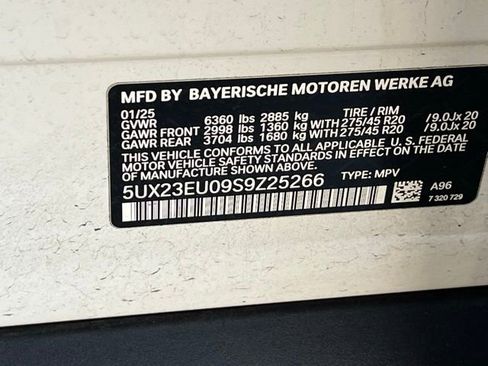 MFD BY BAYERISCHE MOTOREN WERKE AG
01/25 TIRE / RIM
GVWR 6360 lbs 2885 kg
GAWR FRONT 2998 lbs 1360 kg WITH 275/45 R20 / 9.0Jx 20
GAWR REAR 3704 lbs 1680 kg WITH 275/45 R20 / 9.0Jx 20
THIS VEHICLE CONFORMS TO ALL APPLICABLE U. S. FEDERAL
MOTOR VEHICLE SAFETY STANDARDS IN EFFECT ON THE DATE OF
MANUFACTURE SHOWN ABOVE.
5UX23EU09S9Z25266 TYPE: MPV
A96
7 320 729